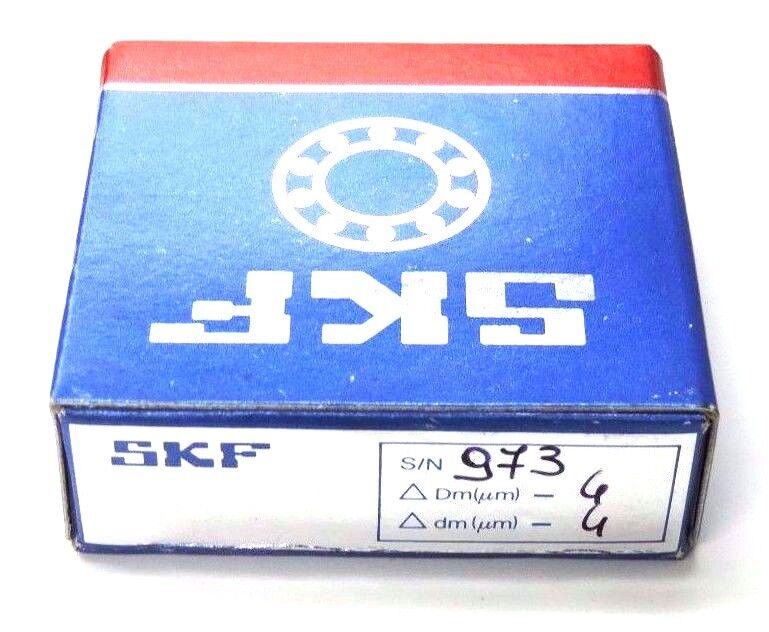 SKF
SKF
S/N 973
△ Dm(μm) – 4
△ dm(μm) – 4